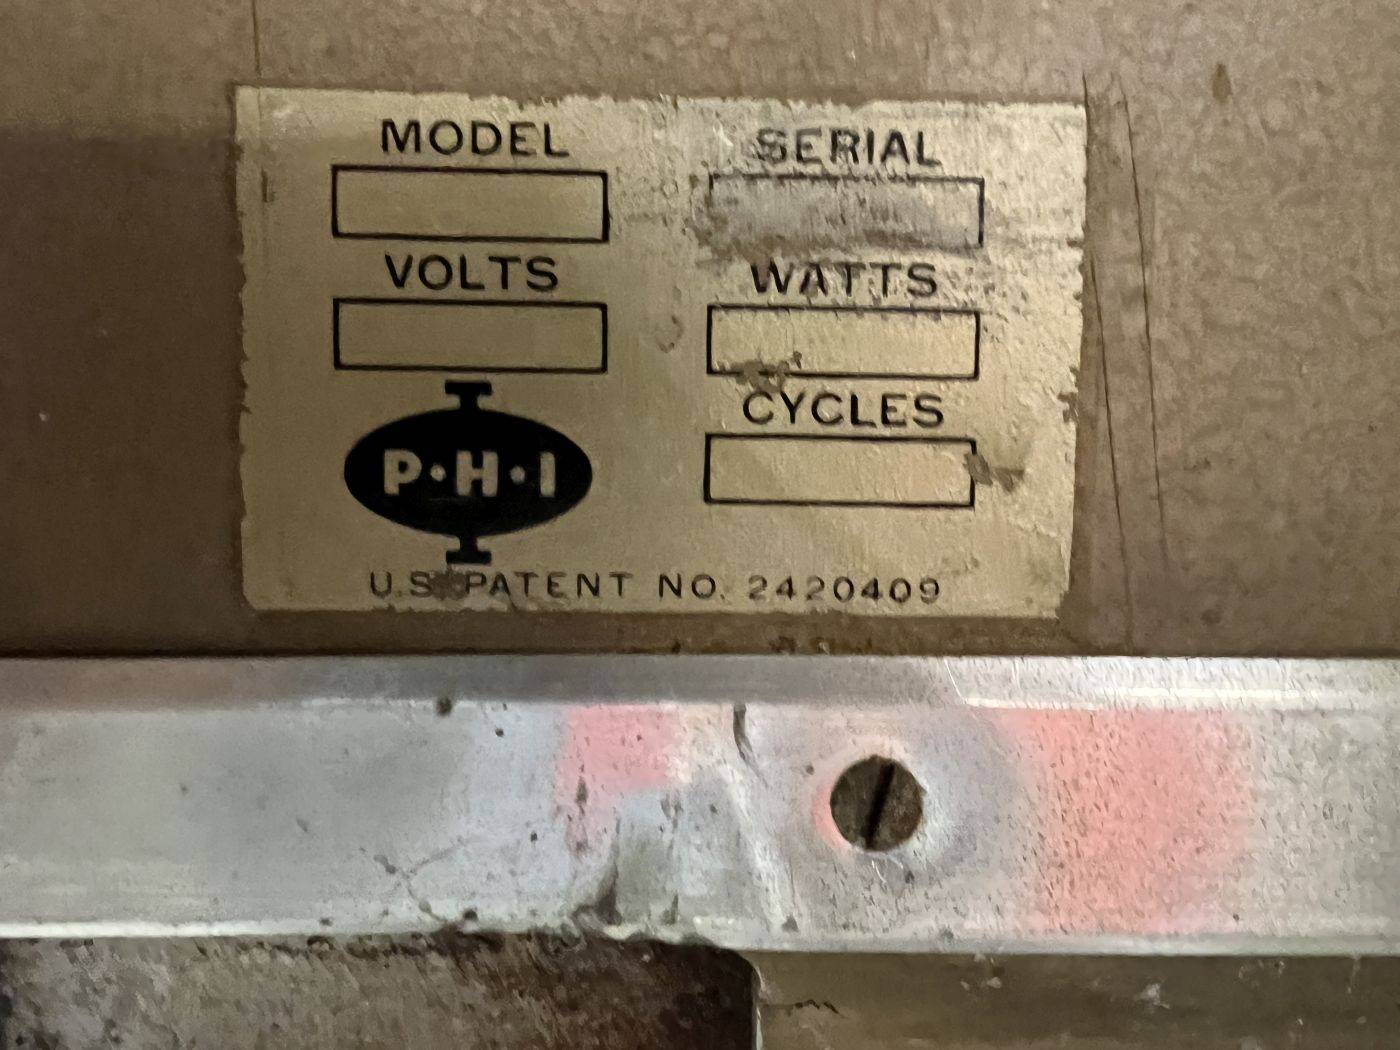 MODEL SERIAL
VOLTS WATTS
CYCLES
P·H·I
U.S. PATENT NO. 2420409